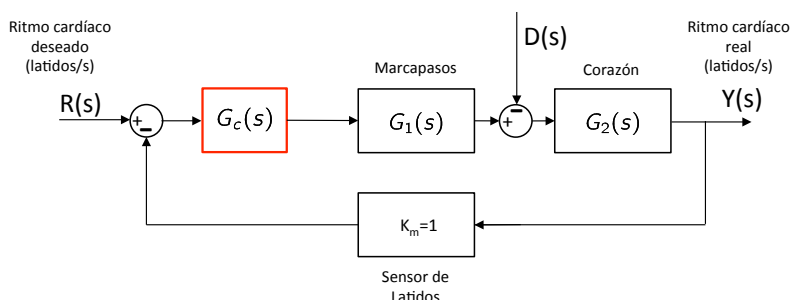 Ritmo cardíaco
deseado
(latidos/s)
R(s)
+
−
Gc(s)
Marcapasos
G1(s)
D(s)
−
+
Corazón
G2(s)
Ritmo cardíaco
real
(latidos/s)
Y(s)
Km=1
Sensor de
Latidos